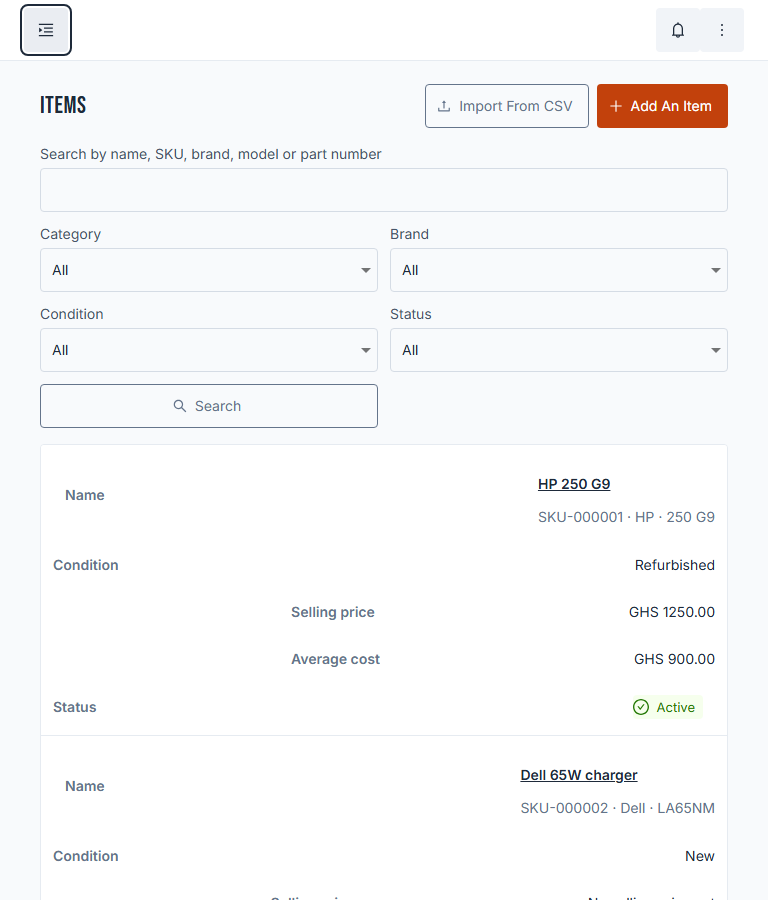 ITEMS
Import From CSV
Add An Item
Search by name, SKU, brand, model or part number
Category
Brand
All
All
Condition
Status
All
All
Search
Name
HP 250 G9
SKU-000001 · HP · 250 G9
Condition
Refurbished
Selling price
GHS 1250.00
Average cost
GHS 900.00
Status
Active
Name
Dell 65W charger
SKU-000002 · Dell · LA65NM
Condition
New